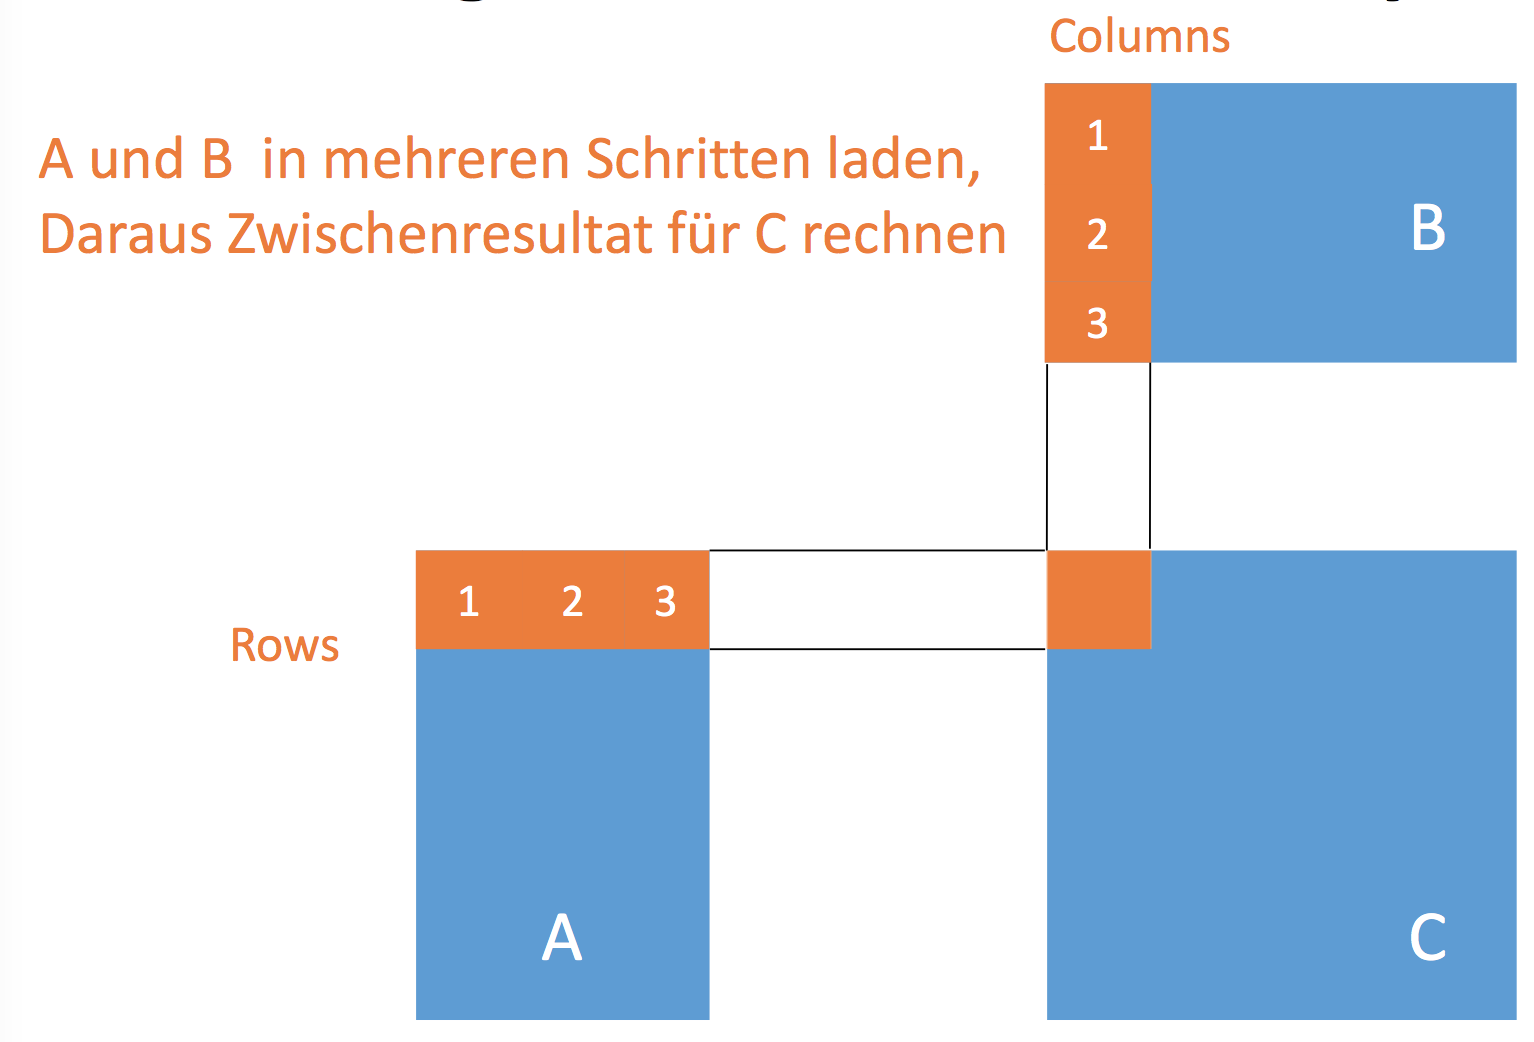 Columns
A und B in mehreren Schritten laden,
Daraus Zwischenresultat für C rechnen
1
2
3
B
1 2 3
Rows
A
C